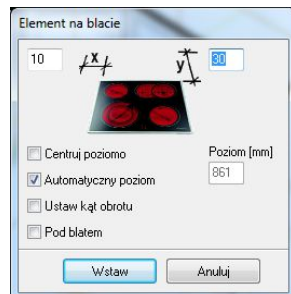 Element na blacie
10 x y 30
Centruj poziomo
Poziom [mm]
Automatyczny poziom
861
Ustaw kąt obrotu
Pod blatem
Wstaw Anuluj